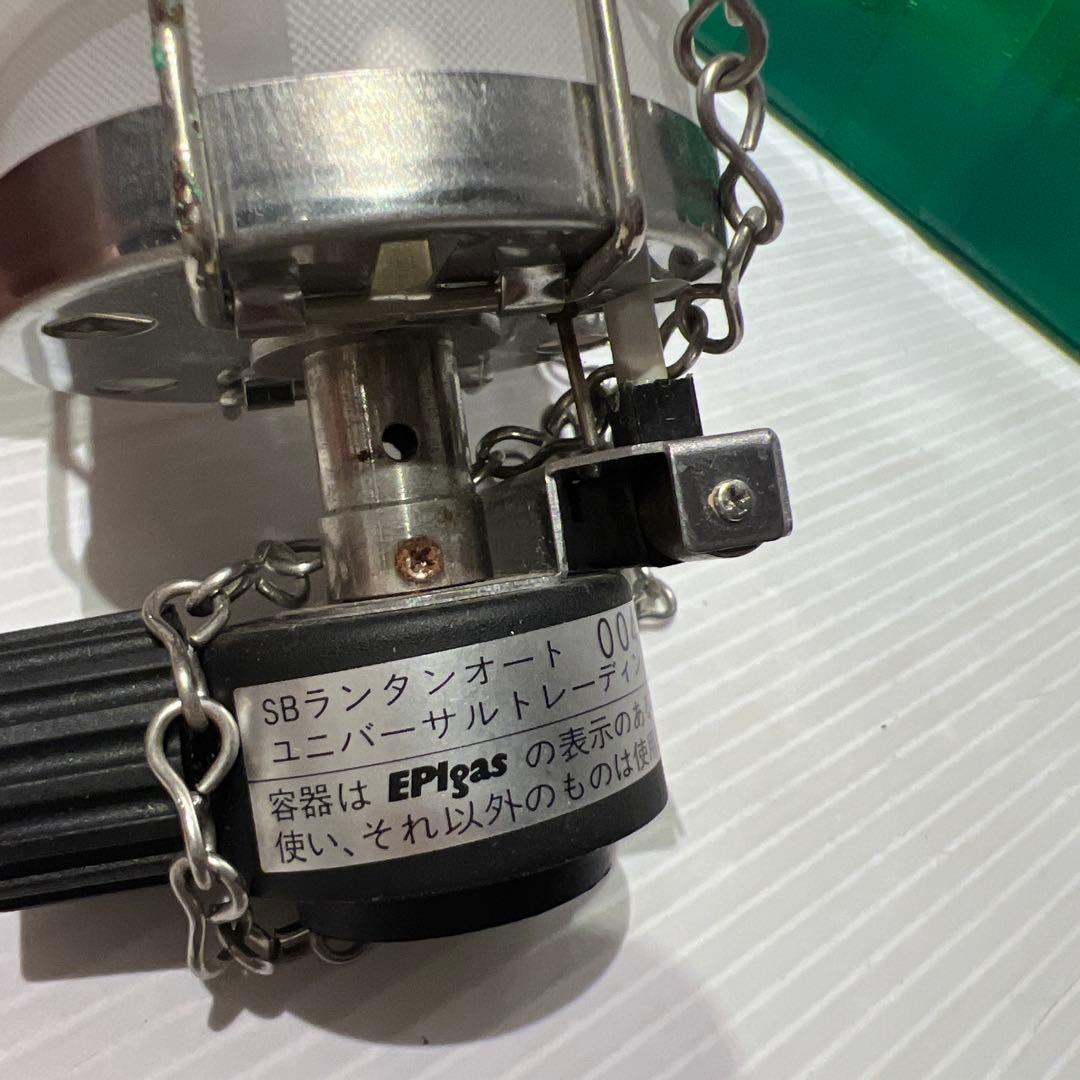 SBランタンオート 004
ユニバーサルトレーディン
容器は EPIgas の表示のあ
使い、それ以外のものは使用